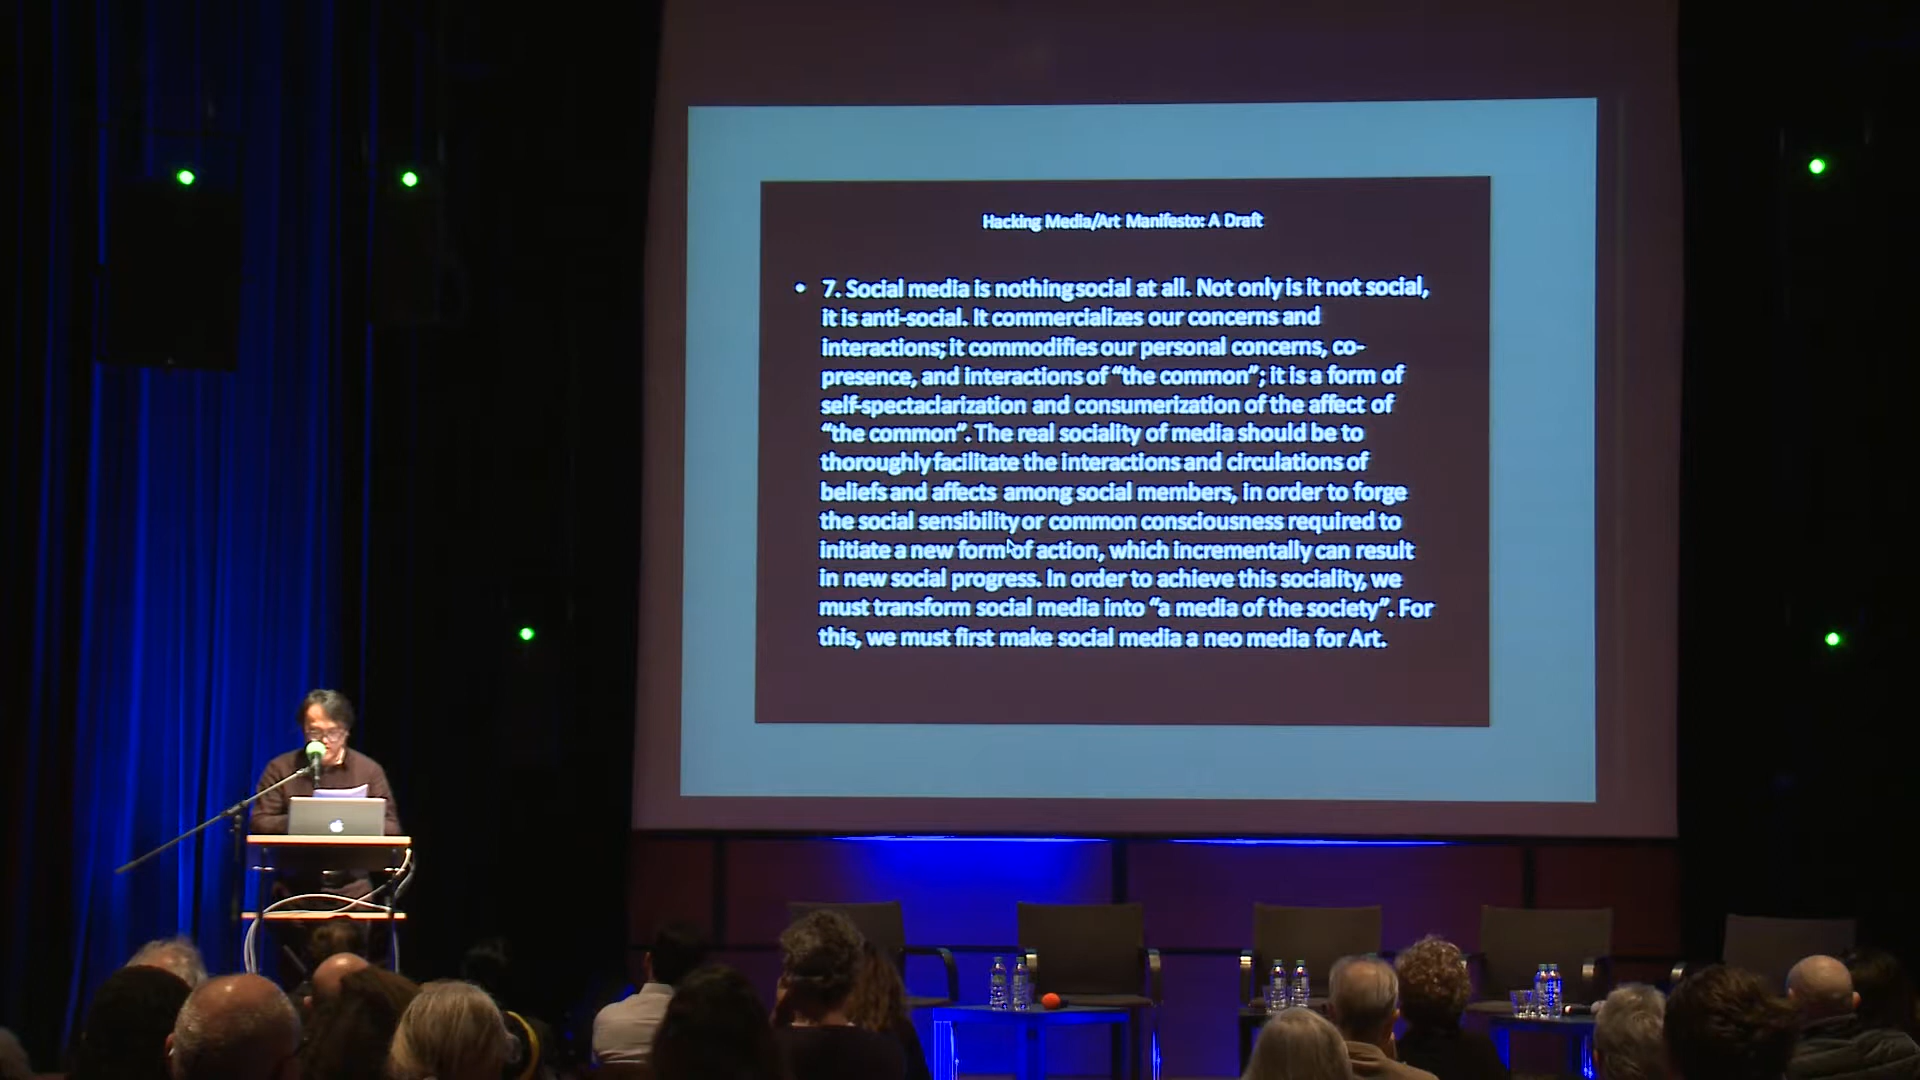 Hacking Media/Art Manifesto: A Draft
• 7. Social media is nothing social at all. Not only is it not social,
it is anti-social. It commercializes our concerns and
interactions; it commodifies our personal concerns, co-
presence, and interactions of “the common”; it is a form of
self-spectaclarization and consumerization of the affect of
“the common”. The real sociality of media should be to
thoroughly facilitate the interactions and circulations of
beliefs and affects among social members, in order to forge
the social sensibility or common consciousness required to
initiate a new form of action, which incrementally can result
in new social progress. In order to achieve this sociality, we
must transform social media into “a media of the society”. For
this, we must first make social media a neo media for Art.